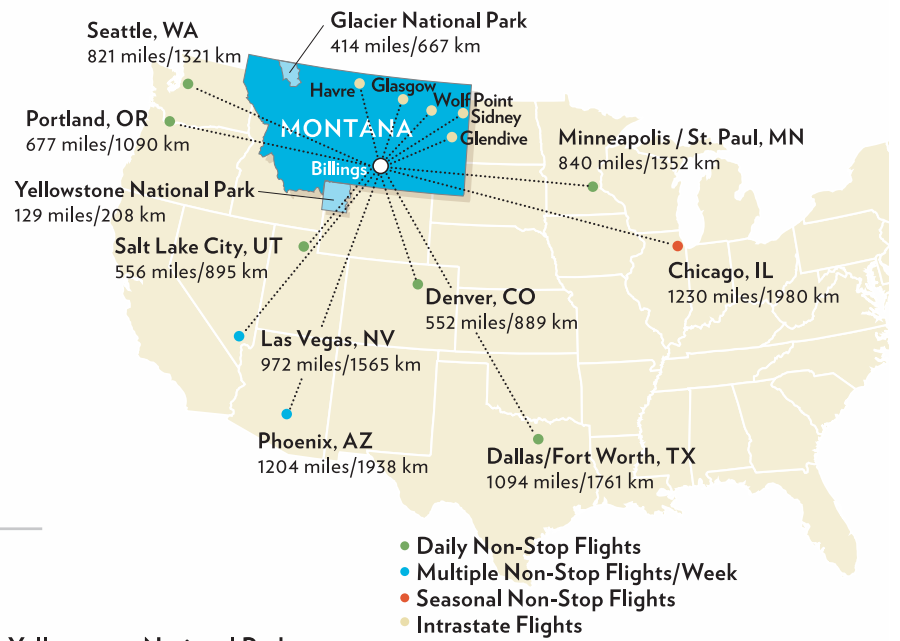 Glacier National Park
414 miles/667 km
Seattle, WA
821 miles/1321 km
Havre
Glasgow
Wolf Point
Sidney
Glendive
MONTANA
Billings
Portland, OR
677 miles/1090 km
Minneapolis / St. Paul, MN
840 miles/1352 km
Yellowstone National Park
129 miles/208 km
Salt Lake City, UT
556 miles/895 km
Chicago, IL
1230 miles/1980 km
Denver, CO
552 miles/889 km
Las Vegas, NV
972 miles/1565 km
Phoenix, AZ
1204 miles/1938 km
Dallas/Fort Worth, TX
1094 miles/1761 km
Daily Non-Stop Flights
Multiple Non-Stop Flights/Week
Seasonal Non-Stop Flights
Intrastate Flights